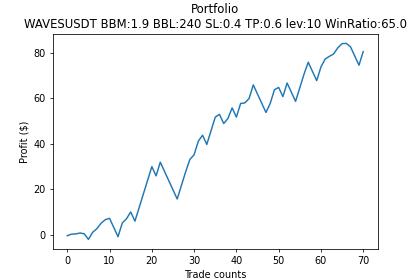 Portfolio
WAVESUSDT BBM:1.9 BBL:240 SL:0.4 TP:0.6 lev:10 WinRatio:65.0
80
60
40
20
0
Profit ($)
0 10 20 30 40 50 60 70
Trade counts